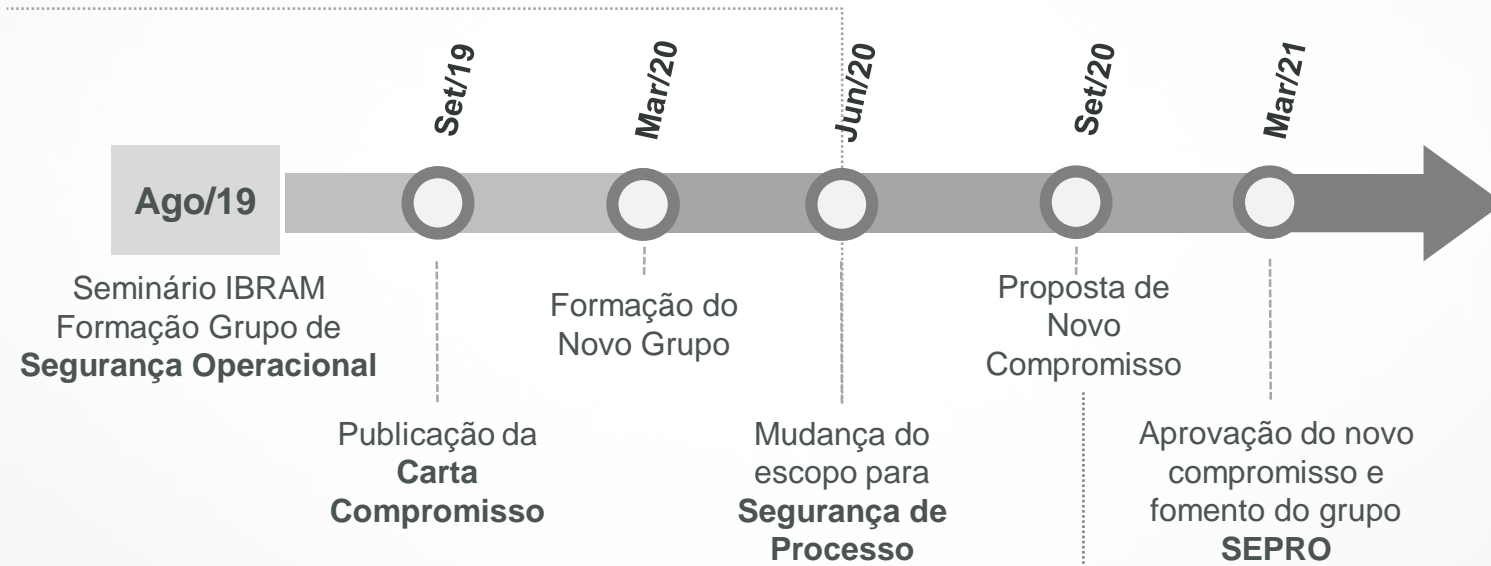 Set/19
Mar/20
Jun/20
Set/20
Mar/21
Ago/19
Seminário IBRAM
Formação Grupo de
Segurança Operacional
Publicação da
Carta
Compromisso
Formação do
Novo Grupo
Mudança do
escopo para
Segurança de
Processo
Proposta de
Novo
Compromisso
Aprovação do novo
compromisso e
fomento do grupo
SEPRO